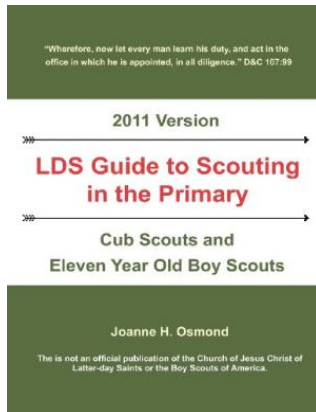 “Wherefore, now let every man learn his duty, and act in the
office in which he is appointed, in all diligence.” D&C 107:99
2011 Version
LDS Guide to Scouting
in the Primary
Cub Scouts and
Eleven Year Old Boy Scouts
Joanne H. Osmond
The is not an official publication of the Church of Jesus Christ of
Latter-day Saints or the Boy Scouts of America.